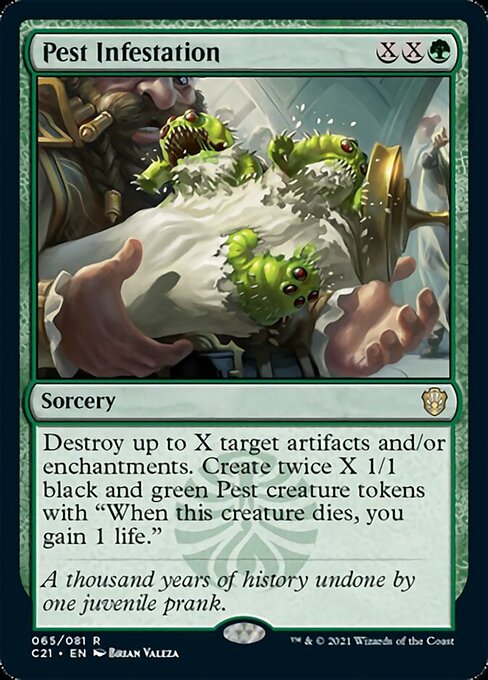 Pest Infestation XX
Sorcery
Destroy up to X target artifacts and/or
enchantments. Create twice X 1/1
black and green Pest creature tokens
with “When this creature dies, you
gain 1 life.”
A thousand years of history undone by
one juvenile prank.
065/081 R
™ & © 2021 Wizards of the Coast
C21 • EN Brian Valeza